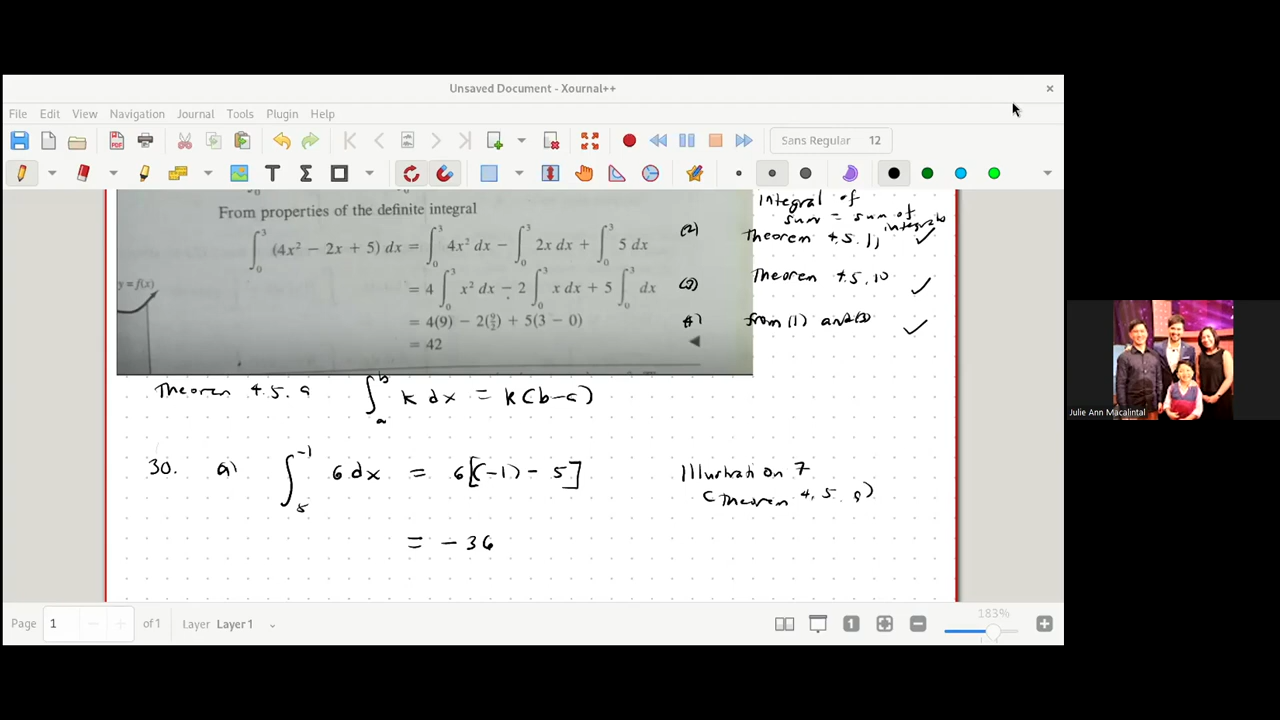 Unsaved Document - Xournal++
×
File Edit View Navigation Journal Tools Plugin Help
Sans Regular 12
From properties of the definite integral
∫₀³ (4x² − 2x + 5) dx = ∫₀³ 4x² dx − ∫₀³ 2x dx + ∫₀³ 5 dx
= 4 ∫₀³ x² dx − 2 ∫₀³ x dx + 5 ∫₀³ dx
= 4(9) − 2(9/2) + 5(3 − 0)
= 42
y = f(x)
Integral of
sum = sum of
integrals
(2) Theorem 4.5.11 ✓
(3) Theorem 4.5.10 ✓
from (1) and ✓
Theorem 4.5.9 ∫ₐᵇ k dx = k(b-a)
30. a) ∫₅⁻¹ 6 dx = 6[(-1) - 5]
Illustration 7
(Theorem 4.5.9)
= -36
Page 1 of 1 Layer Layer 1
183%
Julie Ann Macalintal